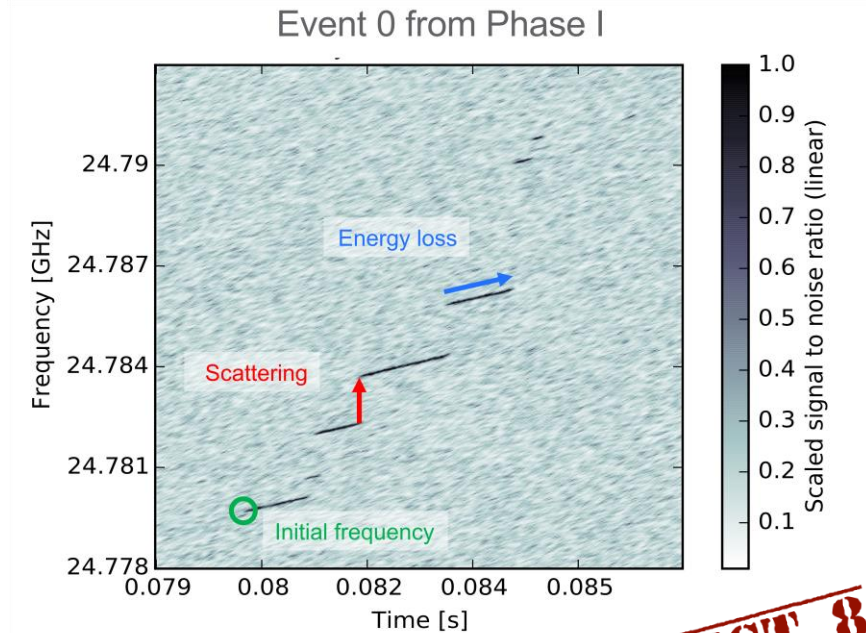 Event 0 from Phase I
24.79
24.787
24.784
24.781
24.778
Frequency [GHz]
Energy loss
Scattering
Initial frequency
0.079
0.08
0.082
0.084
0.085
Time [s]
1.0
0.9
0.8
0.7
0.6
0.5
0.4
0.3
0.2
0.1
Scaled signal to noise ratio (linear)